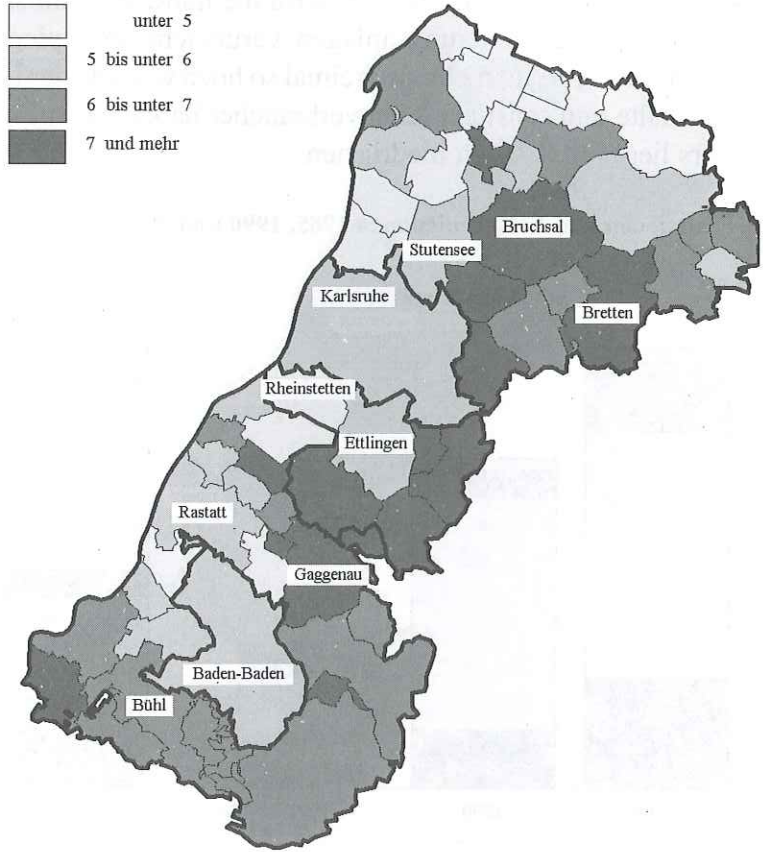 unter 5
5 bis unter 6
6 bis unter 7
7 und mehr
Bruchsal
Stutensee
Karlsruhe
Bretten
Rheinstetten
Ettlingen
Rastatt
Gaggenau
Baden-Baden
Bühl